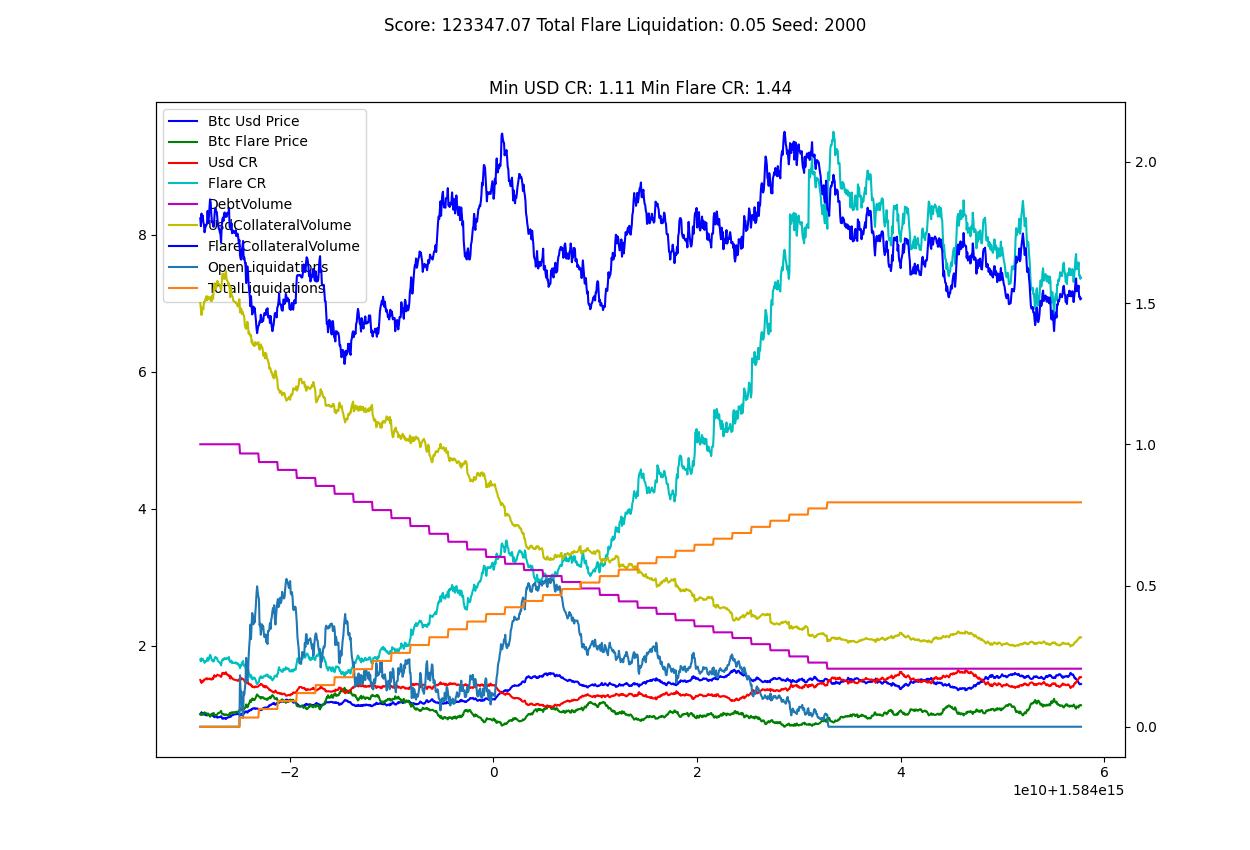 Score: 123347.07 Total Flare Liquidation: 0.05 Seed: 2000
Min USD CR: 1.11 Min Flare CR: 1.44
Btc Usd Price
Btc Flare Price
Usd CR
Flare CR
DebtVolume
UsdCollateralVolume
FlareCollateralVolume
OpenLiquidations
TotalLiquidations
8
6
4
2
2.0
1.5
1.0
0.5
0.0
−2
0
2
4
6
1e10+1.584e15